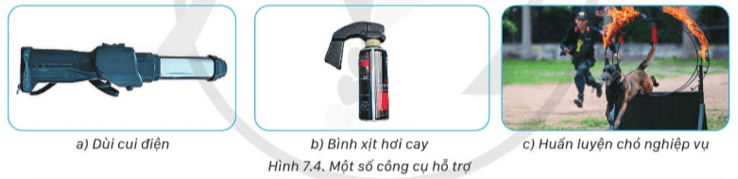 a) Dùi cui điện
b) Bình xịt hơi cay
c) Huấn luyện chó nghiệp vụ
Hình 7.4. Một số công cụ hỗ trợ